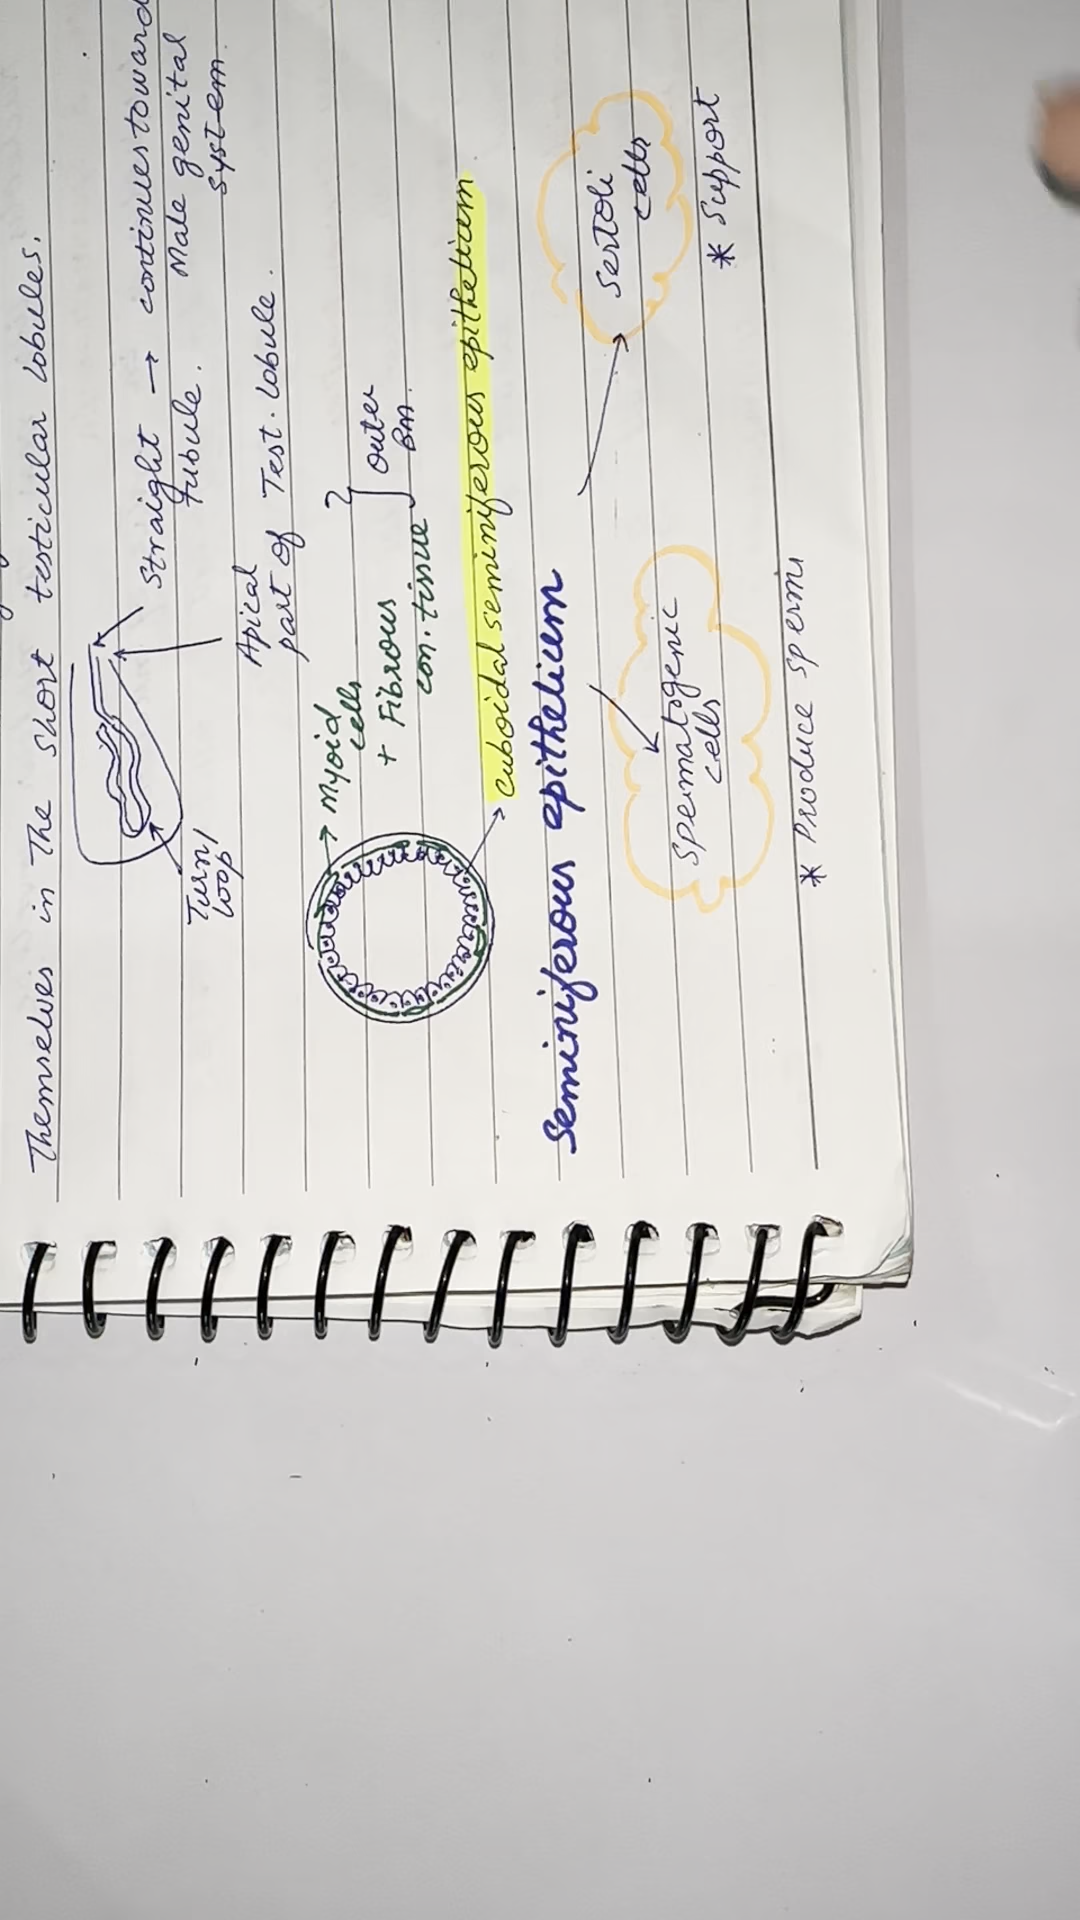 Themselves in The short testicular lobules.
Straight → continues toward
tubule. Male genital
system.
Turn/
loop
Apical
part of Test. lobule.
→ Myoid
cells
+ Fibrous
con. tissue
outer
BM.
→ cuboidal seminiferous epithelium.
Seminiferous epithelium
Spermatogenic
cells
Sertoli
cells
* Support
* Produce sperm